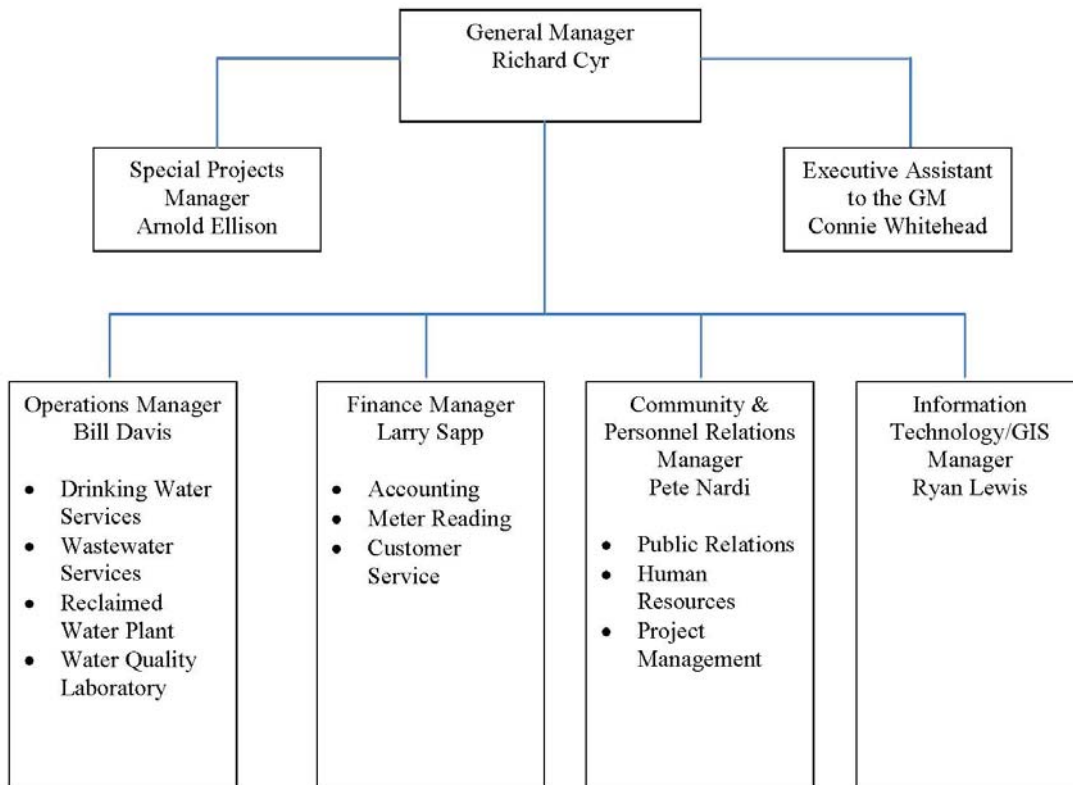 General Manager
Richard Cyr
Special Projects
Manager
Arnold Ellison
Executive Assistant
to the GM
Connie Whitehead
Operations Manager
Bill Davis
• Drinking Water
Services
• Wastewater
Services
• Reclaimed
Water Plant
• Water Quality
Laboratory
Finance Manager
Larry Sapp
• Accounting
• Meter Reading
• Customer
Service
Community &
Personnel Relations
Manager
Pete Nardi
• Public Relations
• Human
Resources
• Project
Management
Information
Technology/GIS
Manager
Ryan Lewis